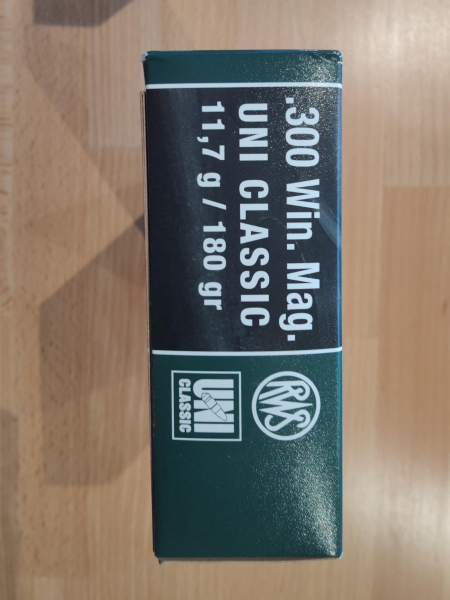 .300 Win. Mag.
UNI CLASSIC
11,7 g / 180 gr
RWS
UNI
CLASSIC